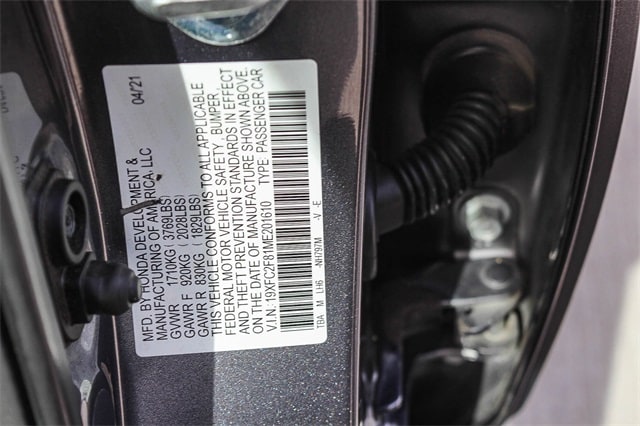 MFD. BY HONDA DEVELOPMENT & 04/21
MANUFACTURING OF AMERICA, LLC
GVWR 1710KG ( 3769LBS)
GAWR F 920KG ( 2028LBS)
GAWR R 830KG ( 1829LBS)
THIS VEHICLE CONFORMS TO ALL APPLICABLE
FEDERAL MOTOR VEHICLE SAFETY , BUMPER,
AND THEFT PREVENTION STANDARDS IN EFFECT
ON THE DATE OF MANUFACTURE SHOWN ABOVE.
V.I.N.: 19XFC2F81ME201610 TYPE: PASSENGER CAR
TBA M LH6 -NH797M -V -E